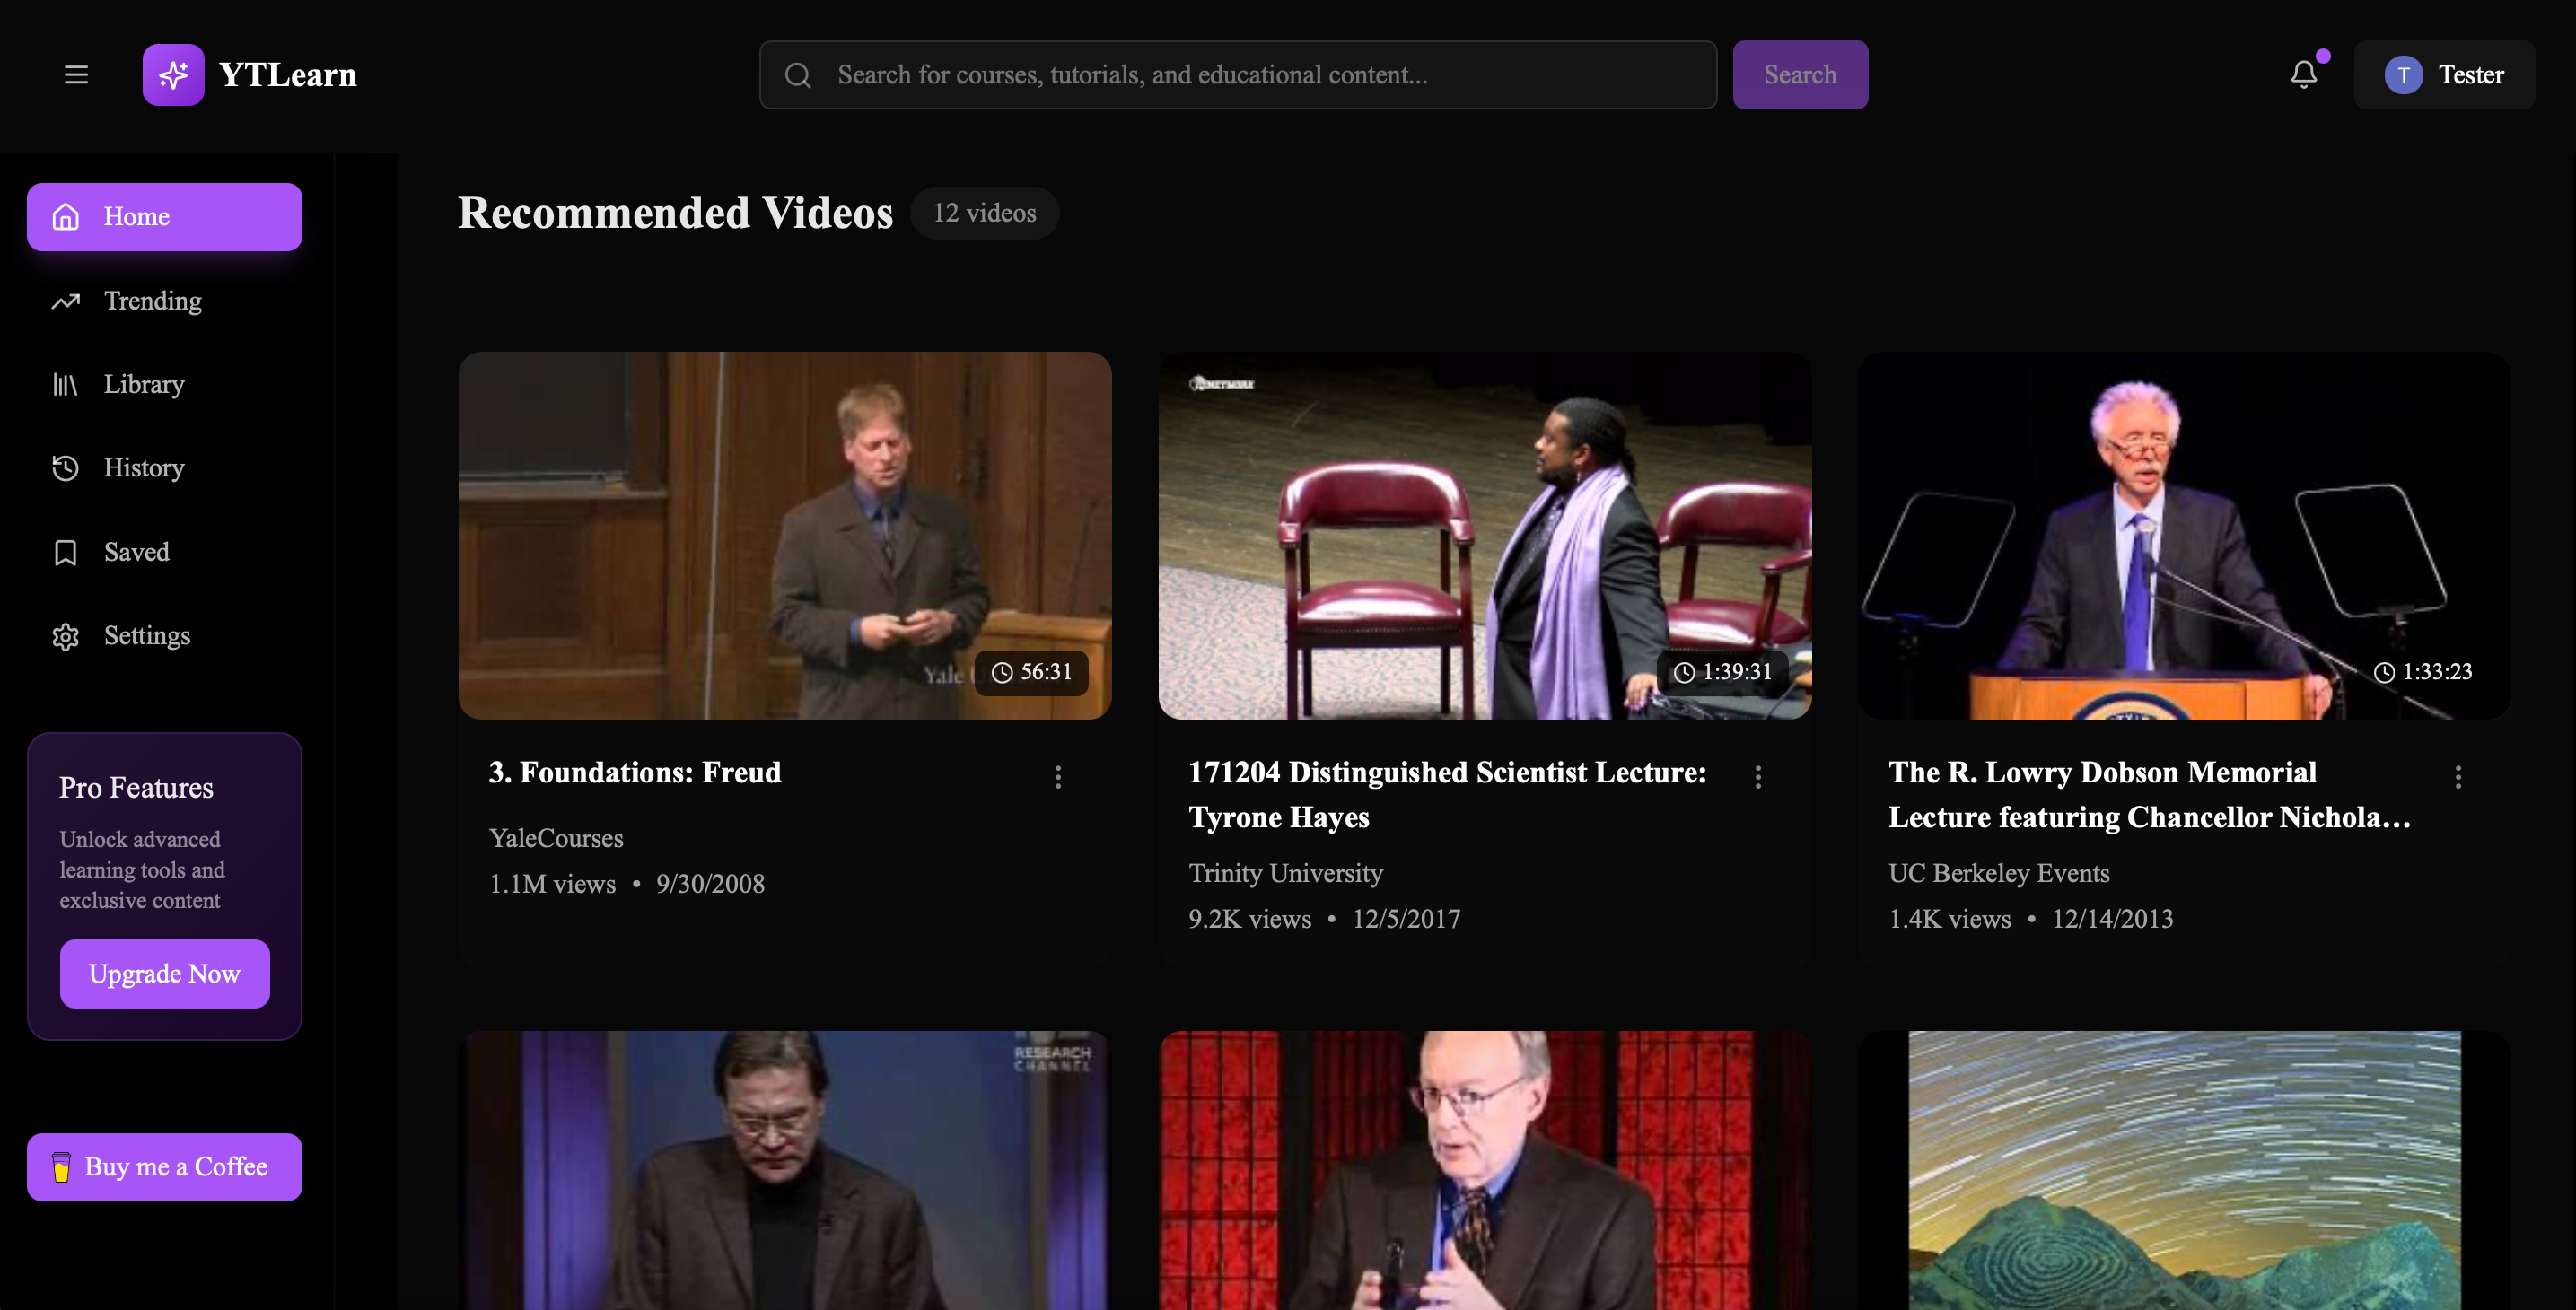 YTLearn
Search for courses, tutorials, and educational content...
Search
T
Tester
Home
Trending
Library
History
Saved
Settings
Pro Features
Unlock advanced
learning tools and
exclusive content
Upgrade Now
Buy me a Coffee
Recommended Videos
12 videos
Yale
56:31
3. Foundations: Freud
YaleCourses
1.1M views • 9/30/2008
NETWORK
1:39:31
171204 Distinguished Scientist Lecture:
Tyrone Hayes
Trinity University
9.2K views • 12/5/2017
1:33:23
The R. Lowry Dobson Memorial
Lecture featuring Chancellor Nichola...
UC Berkeley Events
1.4K views • 12/14/2013
RESEARCH
CHANNEL